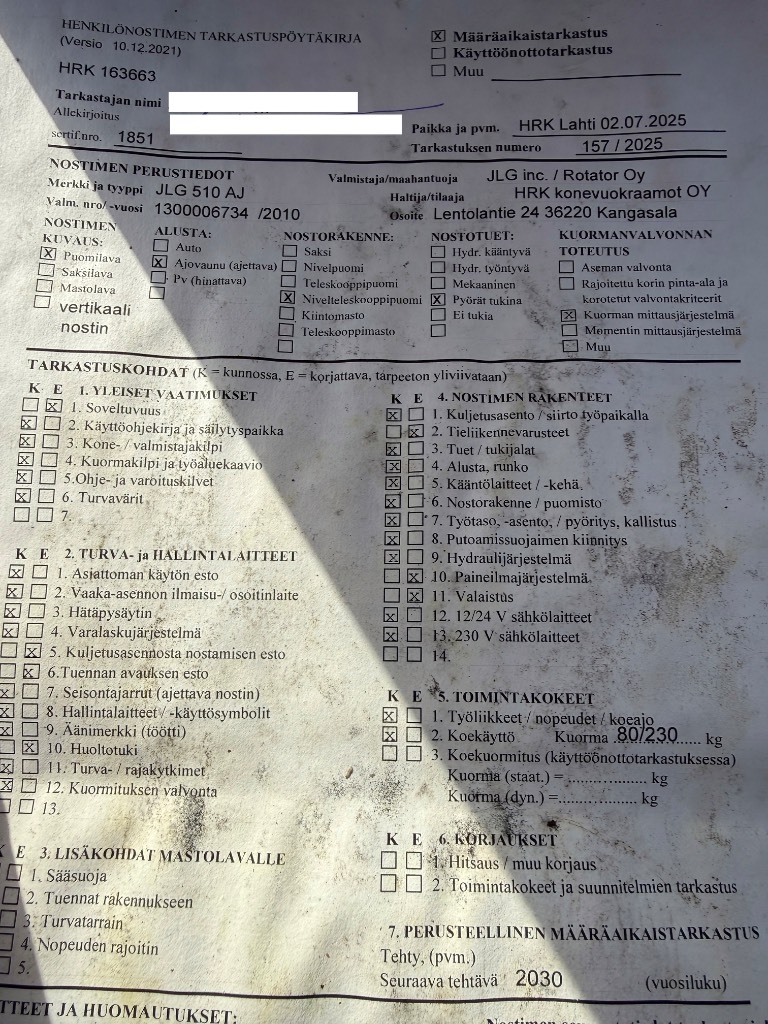 HENKILÖNOSTIMEN TARKASTUSPÖYTÄKIRJA
(Versio 10.12.2021)
HRK 163663
☒ Määräaikaistarkastus
☐ Käyttöönottotarkastus
☐ Muu
Tarkastajan nimi
Allekirjoitus
sertif.nro. 1851
Paikka ja pvm. HRK Lahti 02.07.2025
Tarkastuksen numero 157 / 2025
NOSTIMEN PERUSTIEDOT
Merkki ja tyyppi JLG 510 AJ
Valm. nro/ -vuosi 1300006734 /2010
Valmistaja/maahantuoja JLG inc. / Rotator Oy
Haltija/tilaaja HRK konevuokraamot OY
Osoite Lentolantie 24 36220 Kangasala
NOSTIMEN
KUVAUS:
☒ Puomilava
☐ Saksilava
☐ Mastolava
☐ vertikaali
nostin
ALUSTA:
☐ Auto
☒ Ajovaunu (ajettava)
☐ Pv (hinattava)
☐
NOSTORAKENNE:
☐ Saksi
☐ Nivelpuomi
☐ Teleskooppipuomi
☒ Nivelteleskooppipuomi
☐ Kiintomasto
☐ Teleskooppimasto
☐
NOSTOTUET:
☐ Hydr. kääntyvä
☐ Hydr. työntyvä
☐ Mekaaninen
☒ Pyörät tukina
☐ Ei tukia
☐
KUORMANVALVONNAN
TOTEUTUS
☐ Aseman valvonta
☐ Rajoitettu korin pinta-ala ja
korotetut valvontakriteerit
☒ Kuorman mittausjärjestelmä
☐ Momentin mittausjärjestelmä
☐ Muu
TARKASTUSKOHDAT (K = kunnossa, E = korjattava, tarpeeton yliviivataan)
K E 1. YLEISET VAATIMUKSET
☐ ☒ 1. Soveltuvuus
☒ ☐ 2. Käyttöohjekirja ja säilytyspaikka
☒ ☐ 3. Kone- / valmistajakilpi
☒ ☐ 4. Kuormakilpi ja työaluekaavio
☒ ☐ 5.Ohje- ja varoituskilvet
☒ ☐ 6. Turvavärit
☐ ☐ 7.
K E 2. TURVA- ja HALLINTALAITTEET
☒ ☐ 1. Asiattoman käytön esto
☒ ☐ 2. Vaaka-asennon ilmaisu-/ osoitinlaite
☒ ☐ 3. Hätäpysäytin
☒ ☐ 4. Varalaskujärjestelmä
☐ ☒ 5. Kuljetusasennosta nostamisen esto
☐ ☒ 6.Tuennan avauksen esto
☒ ☐ 7. Seisontajarrut (ajettava nostin)
☒ ☐ 8. Hallintalaitteet / -käyttösymbolit
☒ ☐ 9. Äänimerkki (töötti)
☐ ☒ 10. Huoltotuki
☒ ☐ 11. Turva- / rajakytkimet
☒ ☐ 12. Kuormituksen valvonta
☐ ☐ 13.
K E 3. LISÄKOHDAT MASTOLAVALLE
☐ ☐ 1. Sääsuoja
☐ ☐ 2. Tuennat rakennukseen
☐ ☐ 3. Turvatarrain
☐ ☐ 4. Nopeuden rajoitin
☐ 5.
K E 4. NOSTIMEN RAKENTEET
☒ ☐ 1. Kuljetusasento / siirto työpaikalla
☐ ☒ 2. Tieliikennevarusteet
☒ ☐ 3. Tuet / tukijalat
☒ ☐ 4. Alusta, runko
☒ ☐ 5. Kääntölaitteet / -kehä
☒ ☐ 6. Nostorakenne / puomisto
☒ ☐ 7. Työtaso, -asento, / pyöritys, kallistus
☒ ☐ 8. Putoamissuojaimen kiinnitys
☒ ☐ 9. Hydraulijärjestelmä
☐ ☒ 10. Paineilmajärjestelmä
☐ ☒ 11. Valaistus
☒ ☐ 12. 12/24 V sähkölaitteet
☒ ☐ 13. 230 V sähkölaitteet
☐ ☐ 14.
K E 5. TOIMINTAKOKEET
☒ ☐ 1. Työliikkeet / nopeudet / koeajo
☒ ☐ 2. Koekäyttö Kuorma .80/230...... kg
☐ ☐ 3. Koekuormitus (käyttöönottotarkastuksessa)
Kuorma (staat.) = .................. kg
Kuorma (dyn.) =.................. kg
K E 6. KORJAUKSET
☐ ☐ 1. Hitsaus / muu korjaus
☐ ☐ 2. Toimintakokeet ja suunnitelmien tarkastus
7. PERUSTEELLINEN MÄÄRÄAIKAISTARKASTUS
Tehty, (pvm.)
Seuraava tehtävä 2030 (vuosiluku)
HUOMAUTUKSET: